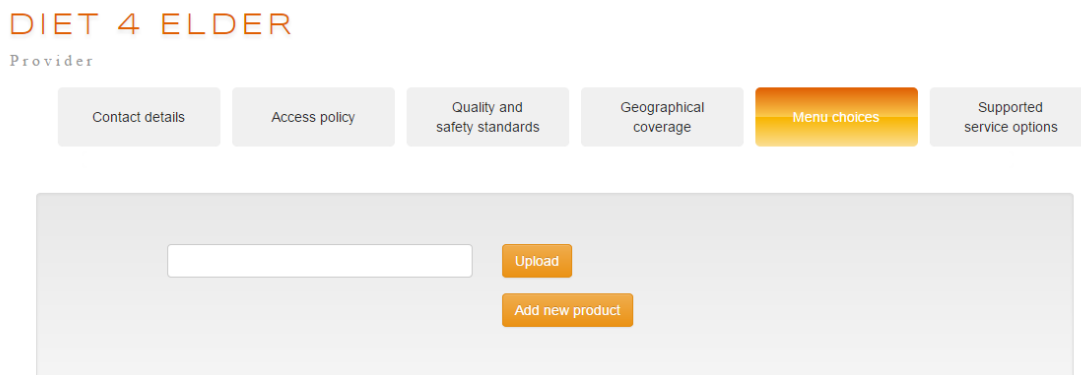 DIET 4 ELDER
Provider
Contact details
Access policy
Quality and
safety standards
Geographical
coverage
Menu choices
Supported
service options
Upload
Add new product